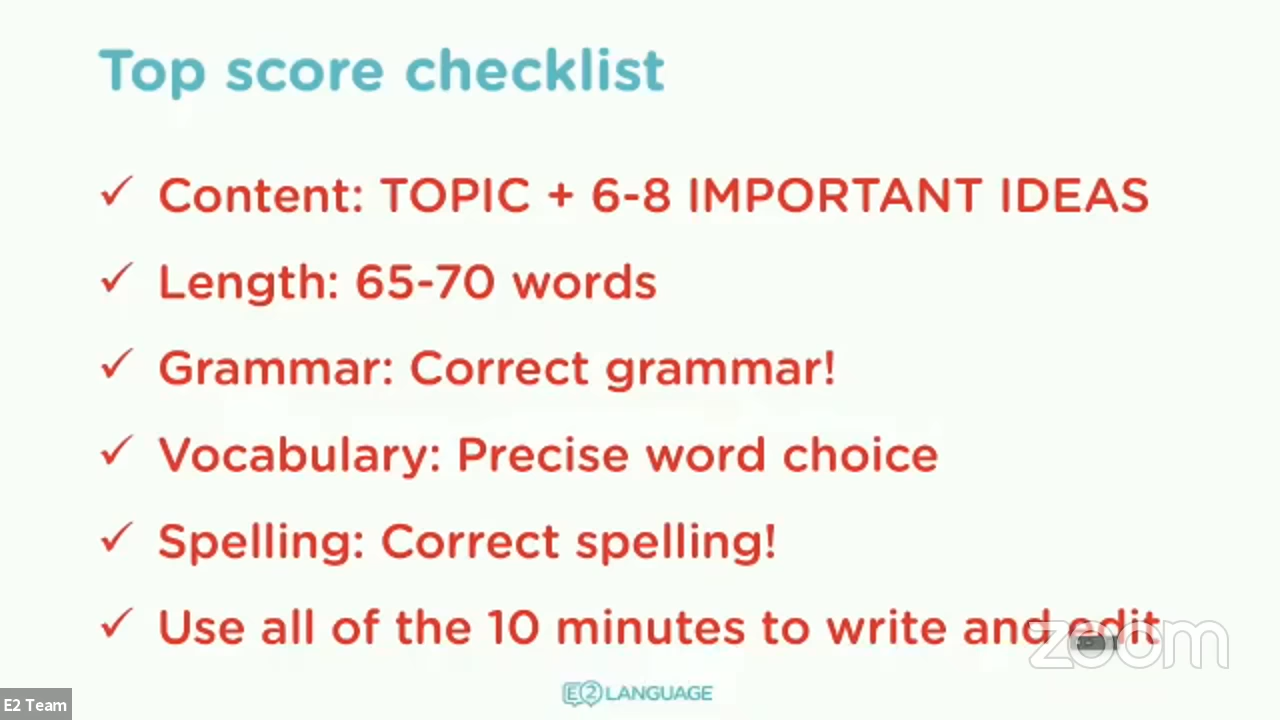 Top score checklist
✓ Content: TOPIC + 6-8 IMPORTANT IDEAS
✓ Length: 65-70 words
✓ Grammar: Correct grammar!
✓ Vocabulary: Precise word choice
✓ Spelling: Correct spelling!
✓ Use all of the 10 minutes to write and edit
zoom
E2 LANGUAGE
E2 Team